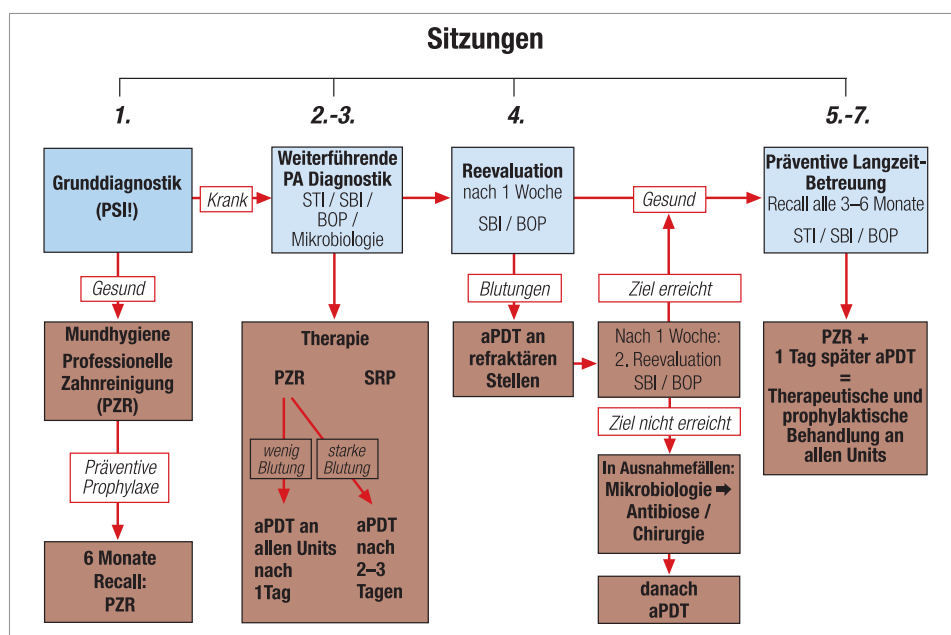 Sitzungen
1.
2.-3.
4.
5.-7.
Grunddiagnostik
(PSI!)
Krank
Weiterführende
PA Diagnostik
STI / SBI /
BOP /
Mikrobiologie
Reevaluation
nach 1 Woche
SBI / BOP
Gesund
Präventive Langzeit-
Betreuung
Recall alle 3–6 Monate
STI / SBI / BOP
Gesund
Mundhygiene
Professionelle
Zahnreinigung
(PZR)
Präventive
Prophylaxe
6 Monate
Recall:
PZR
Therapie
PZR
SRP
wenig
Blutung
starke
Blutung
aPDT an
allen Units
nach
1Tag
aPDT
nach
2–3
Tagen
Blutungen
aPDT an
refraktären
Stellen
Ziel erreicht
Nach 1 Woche:
2. Reevaluation
SBI / BOP
Ziel nicht erreicht
In Ausnahmefällen:
Mikrobiologie ➡
Antibiose /
Chirurgie
danach
aPDT
PZR +
1 Tag später aPDT
=
Therapeutische und
prophylaktische
Behandlung an
allen Units